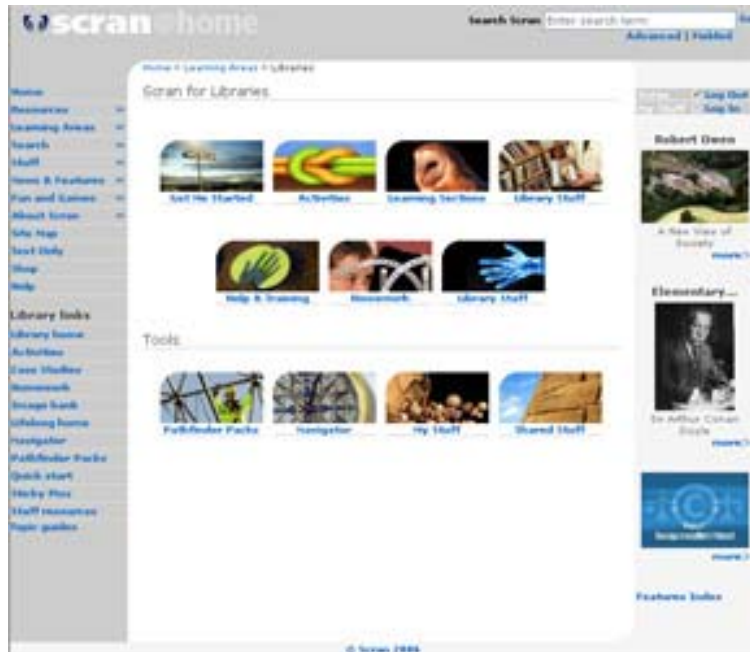 scran@home
Search Scran Enter search term Go
Advanced | Fielded
Home > Learning Areas > Libraries
Home
Resources
Learning Areas
Search
Stuff
News & Features
Fun and Games
About Scran
Site Map
Text Only
Shop
Help
Library links
Library home
Activities
Case Studies
Homework
Image bank
Lifelong home
Navigator
Pathfinder Packs
Quick start
Sticky Pics
Staff resources
Topic guides
Scran for Libraries
Get Me Started
Activities
Learning Sections
Library Stuff
Help & Training
Homework
Library Staff
Tools
Pathfinder Packs
Navigator
My Stuff
Shared Stuff
Log Out
Log In
Robert Owen
A New View of
Society
more >
Elementary...
Sir Arthur Conan
Doyle
more >
more >
Features Index
© Scran 2006